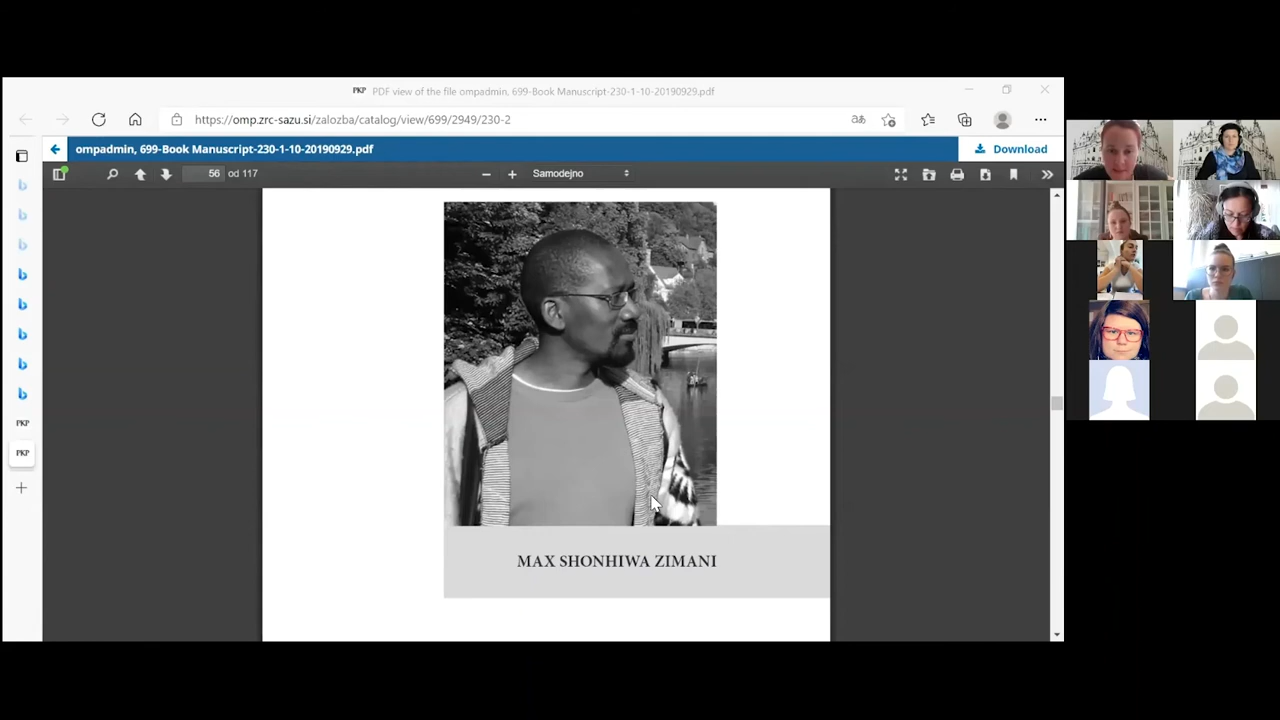 PKP PDF view of the file ompadmin, 699-Book Manuscript-230-1-10-20190929.pdf
https://omp.zrc-sazu.si/zalozba/catalog/view/699/2949/230-2
aあ
ompadmin, 699-Book Manuscript-230-1-10-20190929.pdf
Download
56 od 117
Samodejno
MAX SHONHIWA ZIMANI
PKP
PKP